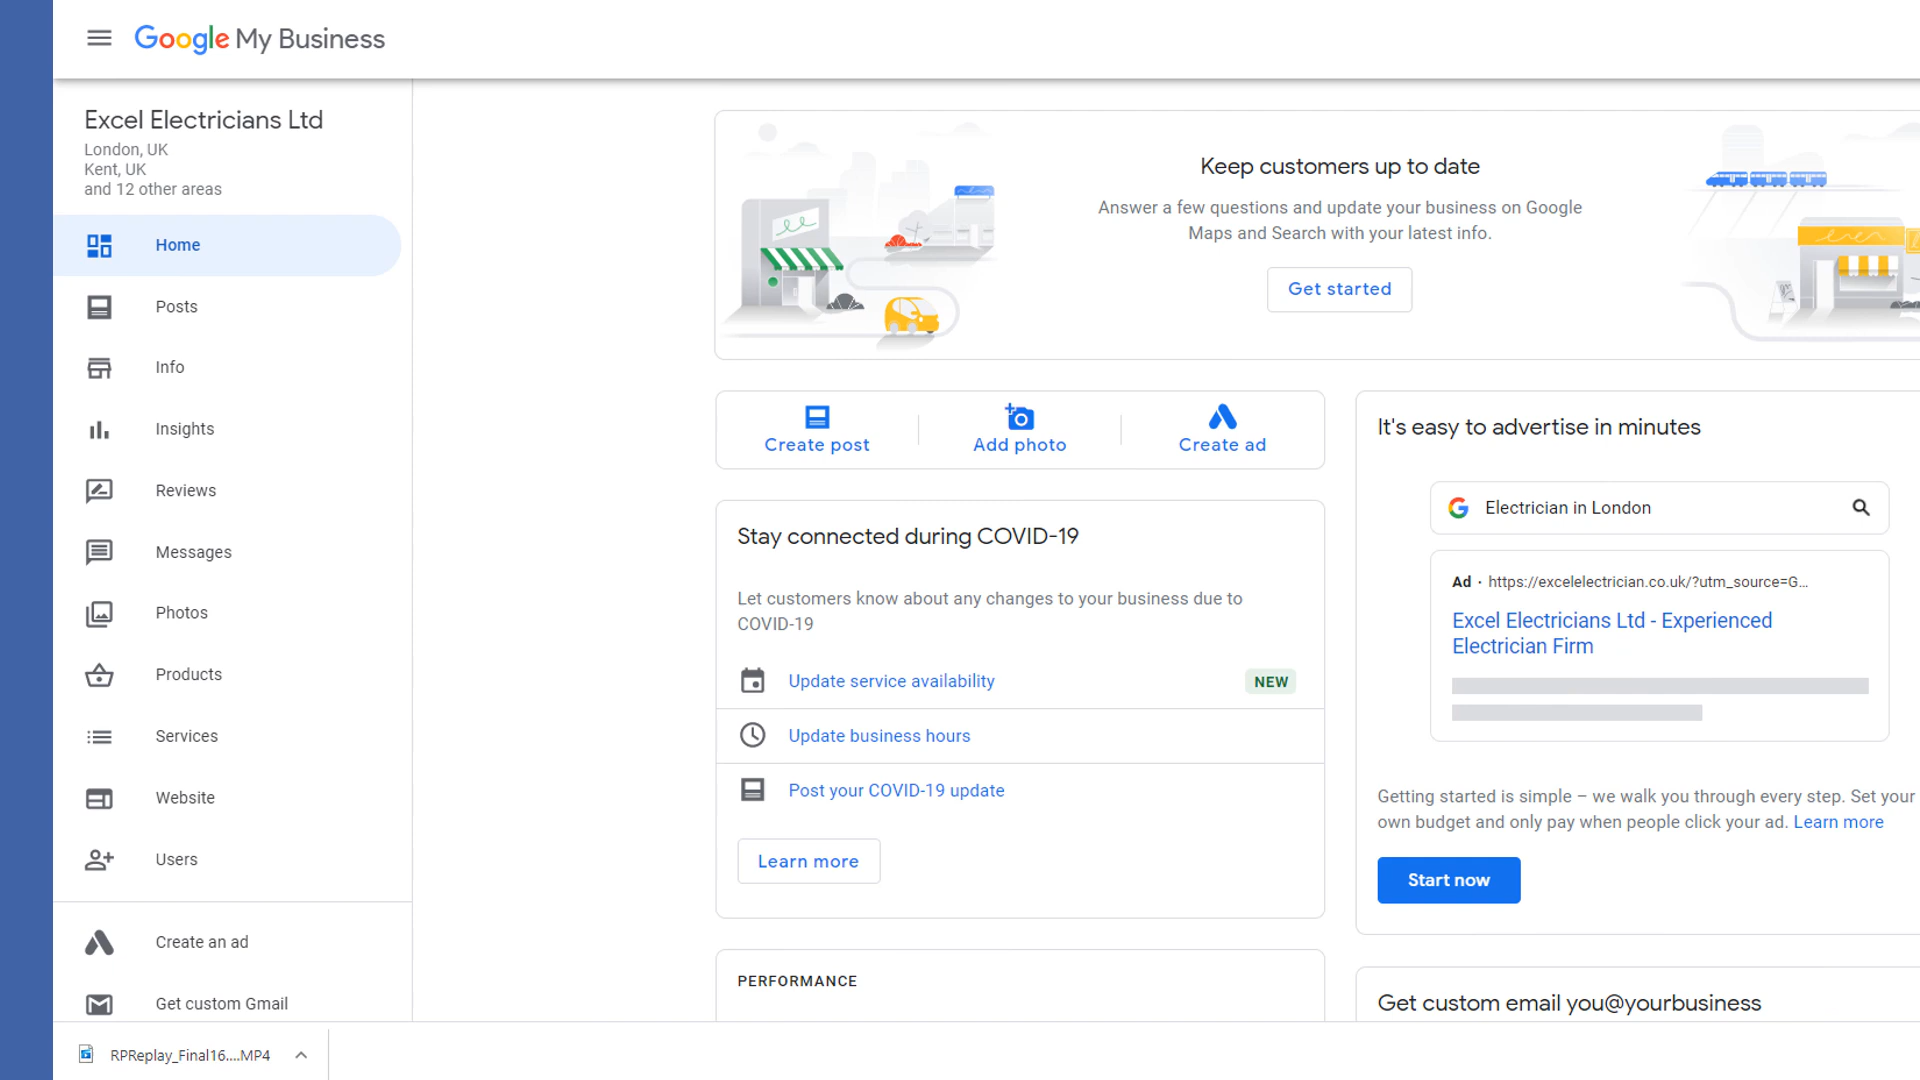 Google My Business
Excel Electricians Ltd
London, UK
Kent, UK
and 12 other areas
Home
Posts
Info
Insights
Reviews
Messages
Photos
Products
Services
Website
Users
Create an ad
Get custom Gmail
Keep customers up to date
Answer a few questions and update your business on Google
Maps and Search with your latest info.
Get started
Create post
Add photo
Create ad
Stay connected during COVID-19
Let customers know about any changes to your business due to
COVID-19
Update service availability
NEW
Update business hours
Post your COVID-19 update
Learn more
PERFORMANCE
It's easy to advertise in minutes
Electrician in London
Ad · https://excelelectrician.co.uk/?utm_source=G...
Excel Electricians Ltd - Experienced
Electrician Firm
Getting started is simple – we walk you through every step. Set your
own budget and only pay when people click your ad. Learn more
Start now
Get custom email you@yourbusiness
RPReplay_Final16....MP4